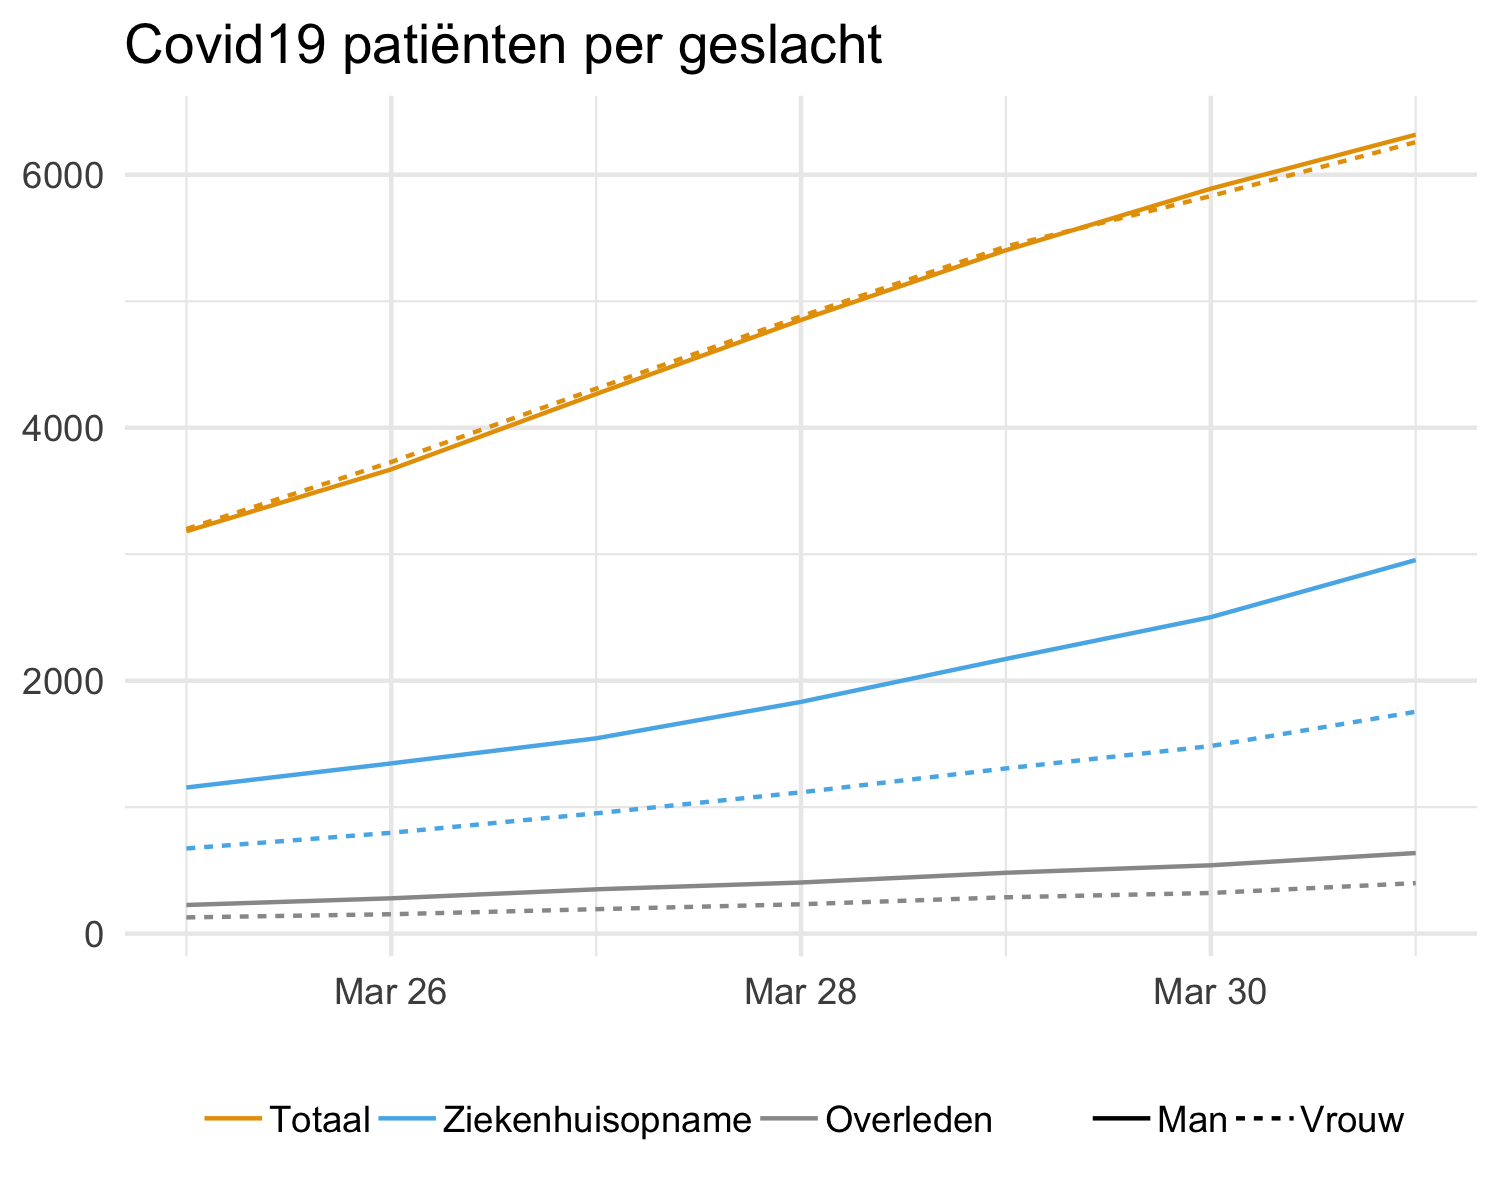 Covid19 patiënten per geslacht
6000
4000
2000
0
Mar 26 Mar 28 Mar 30
Totaal Ziekenhuisopname Overleden Man Vrouw